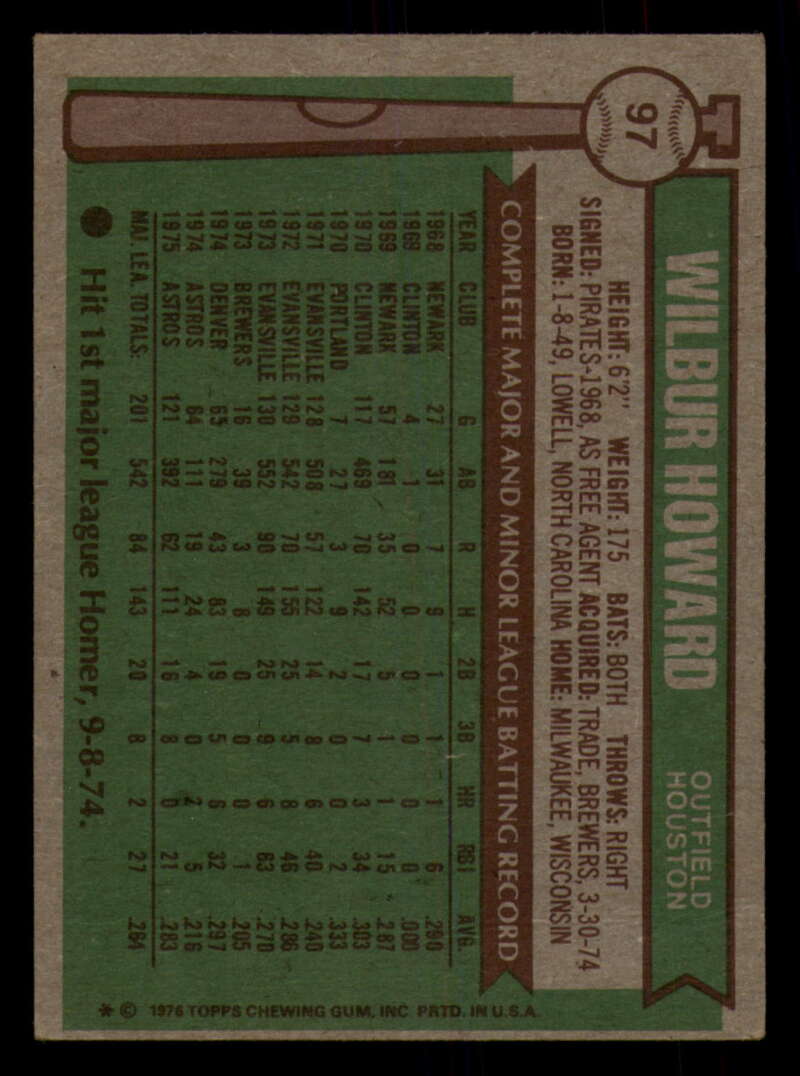 97
WILBUR HOWARD
OUTFIELD
HOUSTON
HEIGHT: 6'2" WEIGHT: 175 BATS: BOTH THROWS: RIGHT
SIGNED: PIRATES-1968, AS FREE AGENT ACQUIRED: TRADE, BREWERS, 3-30-74
BORN: 1-8-49, LOWELL, NORTH CAROLINA HOME: MILWAUKEE, WISCONSIN
COMPLETE MAJOR AND MINOR LEAGUE BATTING RECORD
YEAR CLUB G AB R H 2B 3B HR RBI AVG.
1968 NEWARK 27 31 7 9 1 1 1 6 .290
1969 CLINTON 4 1 0 0 0 0 0 0 .000
1969 NEWARK 57 181 35 52 5 1 1 15 .287
1970 CLINTON 117 469 70 142 17 7 3 34 .303
1970 PORTLAND 7 27 3 9 2 0 0 2 .333
1971 EVANSVILLE 128 508 57 122 14 8 6 40 .240
1972 EVANSVILLE 129 542 70 155 25 5 8 46 .286
1973 EVANSVILLE 130 552 90 149 25 9 6 63 .270
1973 BREWERS 16 39 3 8 0 0 0 1 .205
1974 DENVER 65 279 43 83 19 5 6 32 .297
1974 ASTROS 64 111 19 24 4 0 2 5 .216
1975 ASTROS 121 392 62 111 16 8 0 21 .283
MAJ. LEA. TOTALS: 201 542 84 143 20 8 2 27 .264
Hit 1st major league Homer, 9-8-74.
* © 1976 TOPPS CHEWING GUM, INC. PRTD. IN U.S.A.